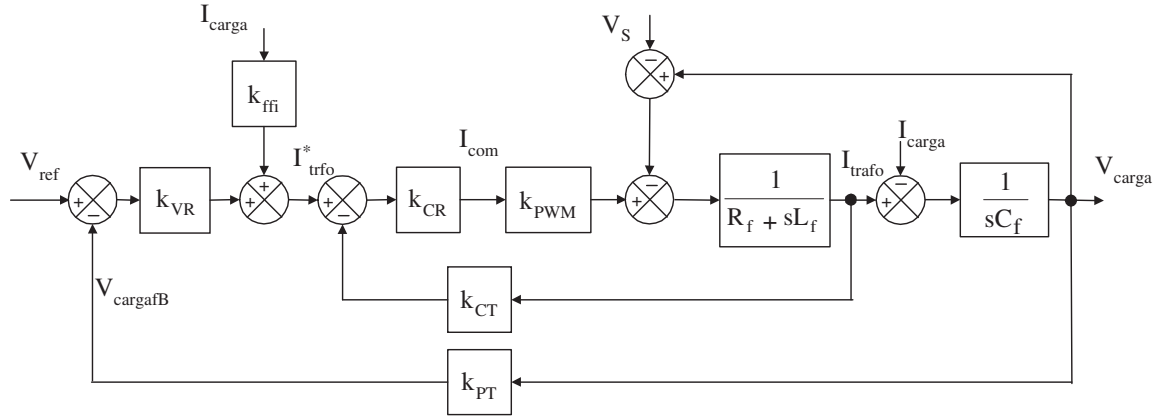 I_carga
V_S
k_ffi
V_ref
+
−
k_VR
+
+
I*_trfo
+
−
k_CR
I_com
k_PWM
−
+
−
+
1
R_f + sL_f
I_trafo
I_carga
−
+
1
sC_f
V_carga
V_cargafB
k_CT
k_PT